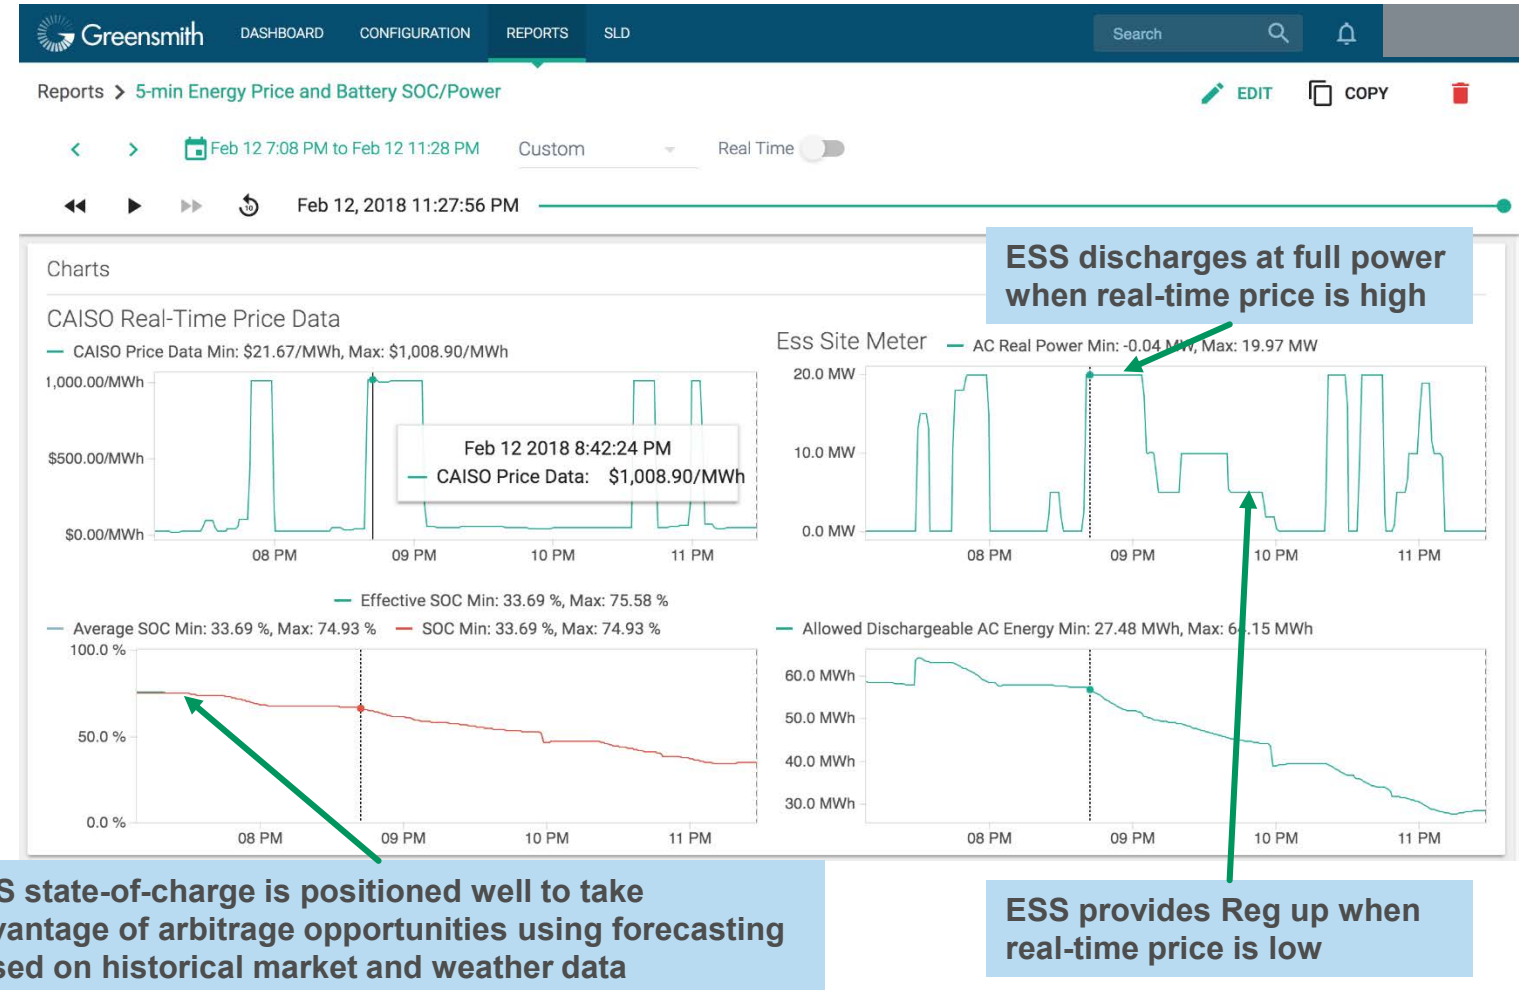 Greensmith DASHBOARD CONFIGURATION REPORTS SLD Search
Reports > 5-min Energy Price and Battery SOC/Power EDIT COPY
< > Feb 12 7:08 PM to Feb 12 11:28 PM Custom Real Time
10 Feb 12, 2018 11:27:56 PM
ESS discharges at full power
when real-time price is high
Charts
CAISO Real-Time Price Data
CAISO Price Data Min: $21.67/MWh, Max: $1,008.90/MWh
1,000.00/MWh
$500.00/MWh
$0.00/MWh
08 PM 09 PM 10 PM 11 PM
Feb 12 2018 8:42:24 PM
CAISO Price Data: $1,008.90/MWh
Ess Site Meter AC Real Power Min: -0.04 MW, Max: 19.97 MW
20.0 MW
10.0 MW
0.0 MW
08 PM 09 PM 10 PM 11 PM
Effective SOC Min: 33.69 %, Max: 75.58 %
Average SOC Min: 33.69 %, Max: 74.93 % SOC Min: 33.69 %, Max: 74.93 %
100.0 %
50.0 %
0.0 %
08 PM 09 PM 10 PM 11 PM
Allowed Dischargeable AC Energy Min: 27.48 MWh, Max: 64.15 MWh
60.0 MWh
50.0 MWh
40.0 MWh
30.0 MWh
08 PM 09 PM 10 PM 11 PM
S state-of-charge is positioned well to take
vantage of arbitrage opportunities using forecasting
sed on historical market and weather data
ESS provides Reg up when
real-time price is low